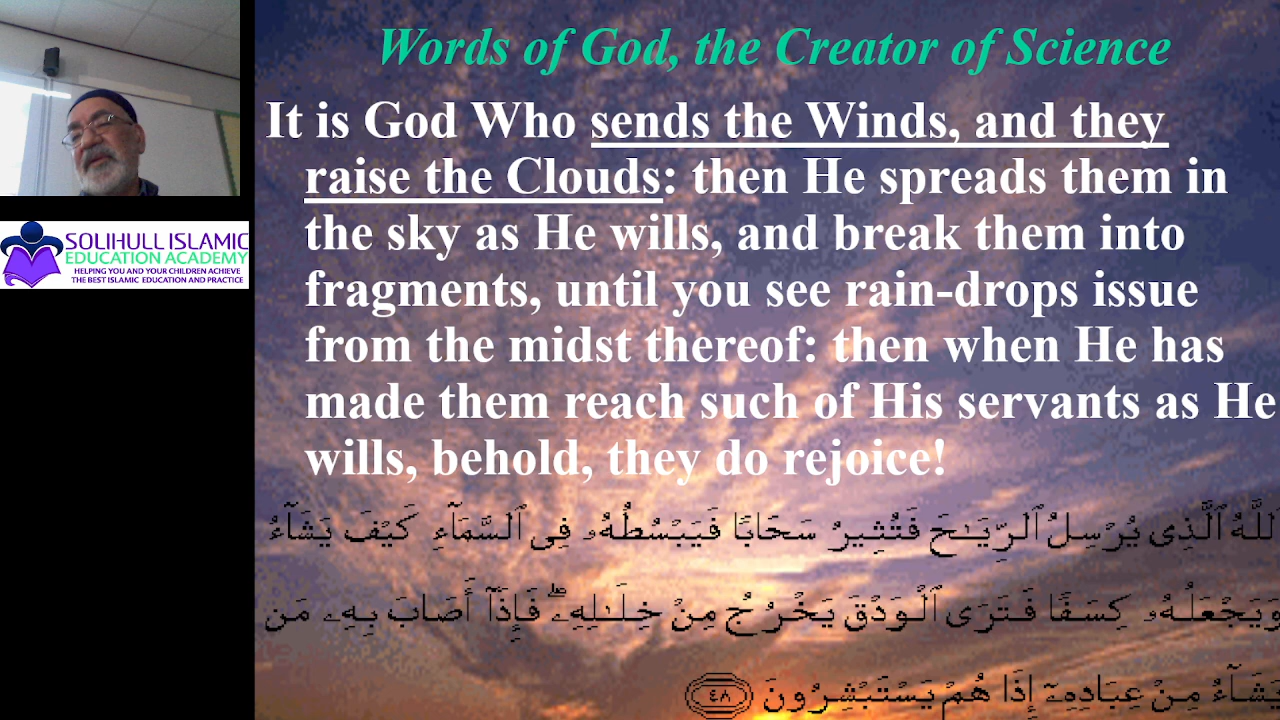 Words of God, the Creator of Science
It is God Who sends the Winds, and they
raise the Clouds: then He spreads them in
the sky as He wills, and break them into
fragments, until you see rain-drops issue
from the midst thereof: then when He has
made them reach such of His servants as He
wills, behold, they do rejoice!
ٱللَّهُ ٱلَّذِى يُرْسِلُ ٱلرِّيَـٰحَ فَتُثِيرُ سَحَابًا فَيَبْسُطُهُۥ فِى ٱلسَّمَآءِ كَيْفَ يَشَآءُ
وَيَجْعَلُهُۥ كِسَفًا فَتَرَى ٱلْوَدْقَ يَخْرُجُ مِنْ خِلَـٰلِهِۦۖ فَإِذَآ أَصَابَ بِهِۦ مَن
يَشَآءُ مِنْ عِبَادِهِۦٓ إِذَا هُمْ يَسْتَبْشِرُونَ ٤٨
SOLIHULL ISLAMIC
EDUCATION ACADEMY
HELPING YOU AND YOUR CHILDREN ACHIEVE
THE BEST ISLAMIC EDUCATION AND PRACTICE